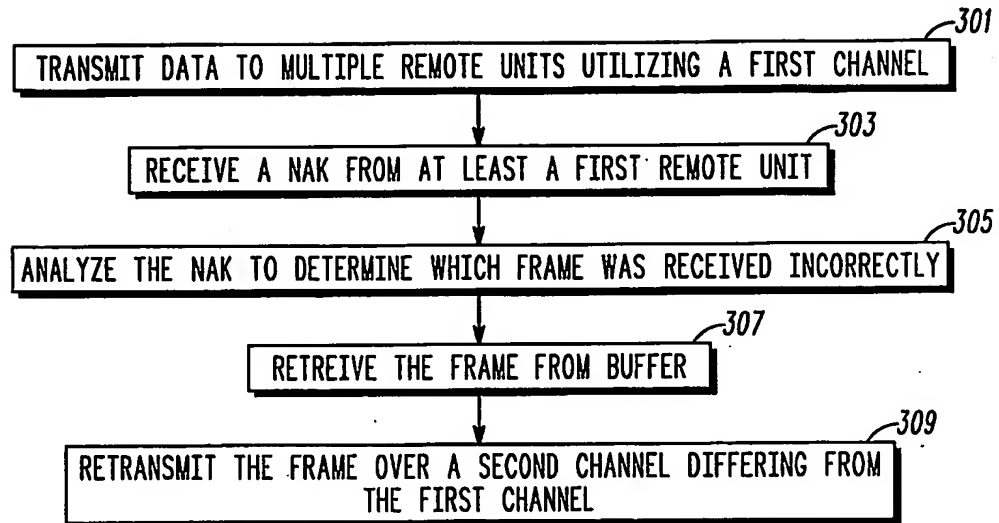 301
TRANSMIT DATA TO MULTIPLE REMOTE UNITS UTILIZING A FIRST CHANNEL
303
RECEIVE A NAK FROM AT LEAST A FIRST REMOTE UNIT
305
ANALYZE THE NAK TO DETERMINE WHICH FRAME WAS RECEIVED INCORRECTLY
307
RETREIVE THE FRAME FROM BUFFER
309
RETRANSMIT THE FRAME OVER A SECOND CHANNEL DIFFERING FROM
THE FIRST CHANNEL